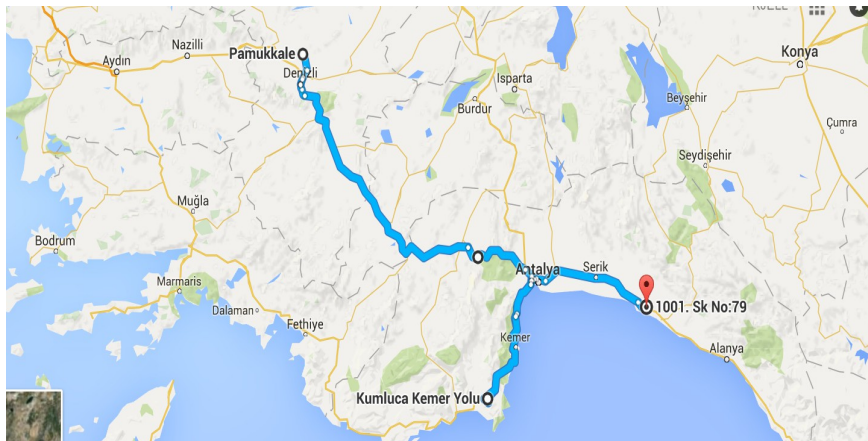 Konya
Nazilli
Pamukkale
Aydın
Denizli
Isparta
Burdur
Beyşehir
Çumra
Seydişehir
Muğla
Bodrum
Antalya
Serik
Marmaris
1001. Sk No:79
Dalaman
Fethiye
Kemer
Alanya
Kumluca Kemer Yolu